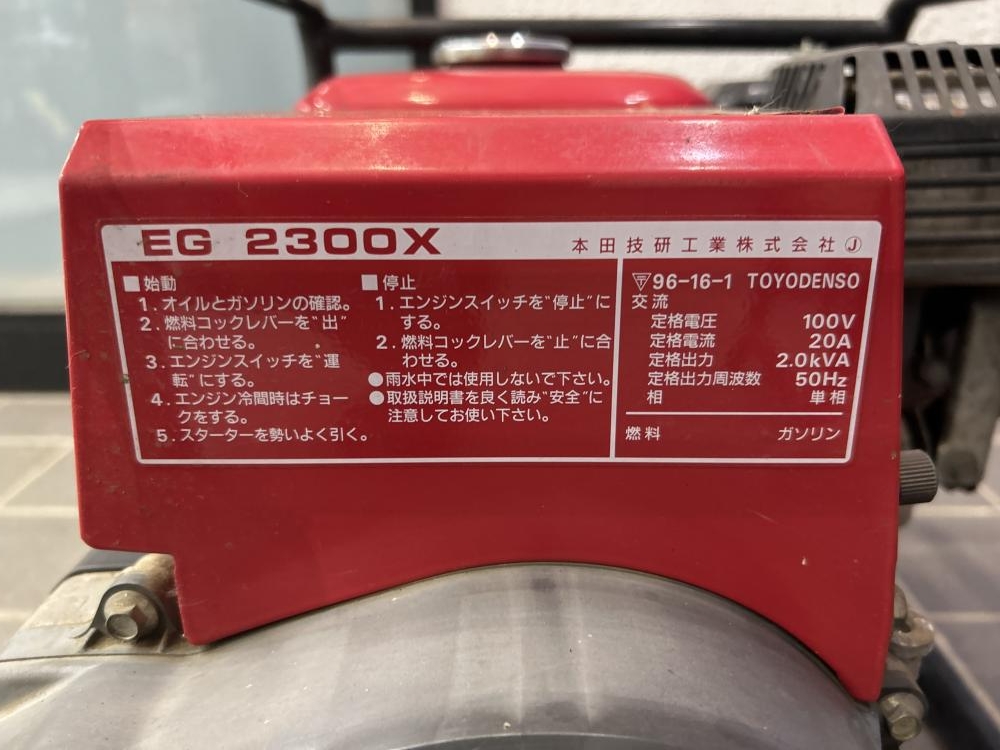 EG 2300X
本田技研工業株式会社 Ⓙ
■始動
1.オイルとガソリンの確認。
2.燃料コックレバーを"出"
に合わせる。
3.エンジンスイッチを"運
転"にする。
4.エンジン冷間時はチョー
クをする。
5.スターターを勢いよく引く。
■停止
1.エンジンスイッチを"停止"に
する。
2.燃料コックレバーを"止"に合
わせる。
●雨水中では使用しないで下さい。
●取扱説明書を良く読み"安全"に
注意してお使い下さい。
96-16-1 TOYODENSO
交流
定格電圧 100V
定格電流 20A
定格出力 2.0kVA
定格出力周波数 50Hz
相 単相
燃料 ガソリン